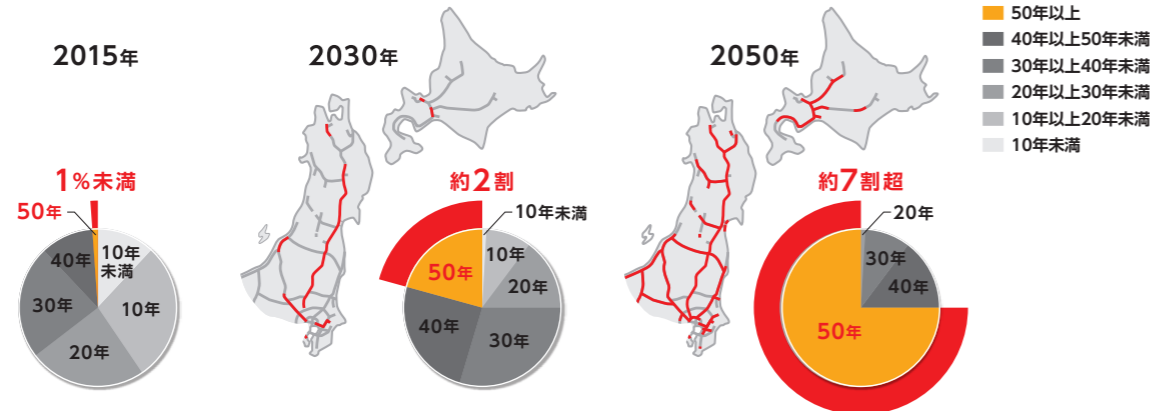 2015年
1%未満
50年
10年
未満
10年
20年
30年
40年
2030年
約2割
10年未満
10年
20年
30年
40年
50年
2050年
約7割超
20年
30年
40年
50年
50年以上
40年以上50年未満
30年以上40年未満
20年以上30年未満
10年以上20年未満
10年未満